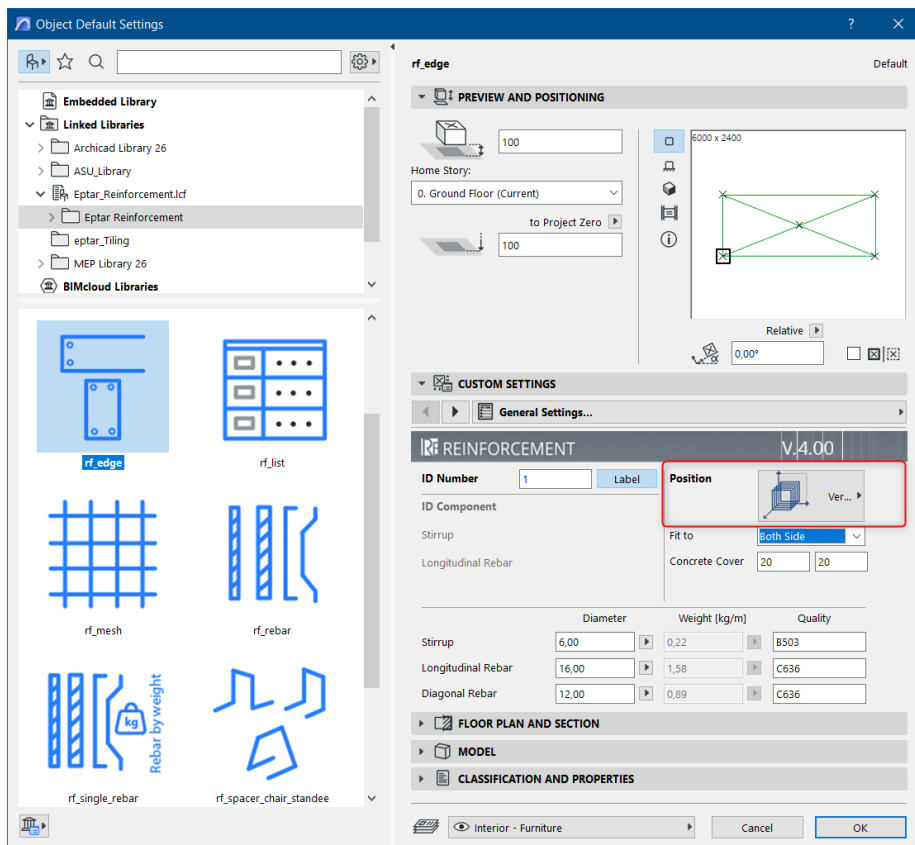 Object Default Settings
?
Embedded Library
Linked Libraries
Archicad Library 26
ASU_Library
Eptar_Reinforcement.lcf
Eptar Reinforcement
eptar_Tiling
MEP Library 26
BIMcloud Libraries
rf_edge
rf_list
rf_mesh
rf_rebar
kg
Rebar by weight
rf_single_rebar
rf_spacer_chair_standee
rf_edge
Default
PREVIEW AND POSITIONING
100
Home Story:
0. Ground Floor (Current)
to Project Zero
100
6000 x 2400
Relative
α
0,00°
CUSTOM SETTINGS
General Settings...
Rf REINFORCEMENT
V.4.00
ID Number
1
Label
Position
Ver...
ID Component
Stirrup
Fit to
Both Side
Longitudinal Rebar
Concrete Cover
20
20
Diameter
Weight [kg/m]
Quality
Stirrup
6,00
0,22
B503
Longitudinal Rebar
16,00
1,58
C636
Diagonal Rebar
12,00
0,89
C636
FLOOR PLAN AND SECTION
MODEL
CLASSIFICATION AND PROPERTIES
Interior - Furniture
Cancel
OK